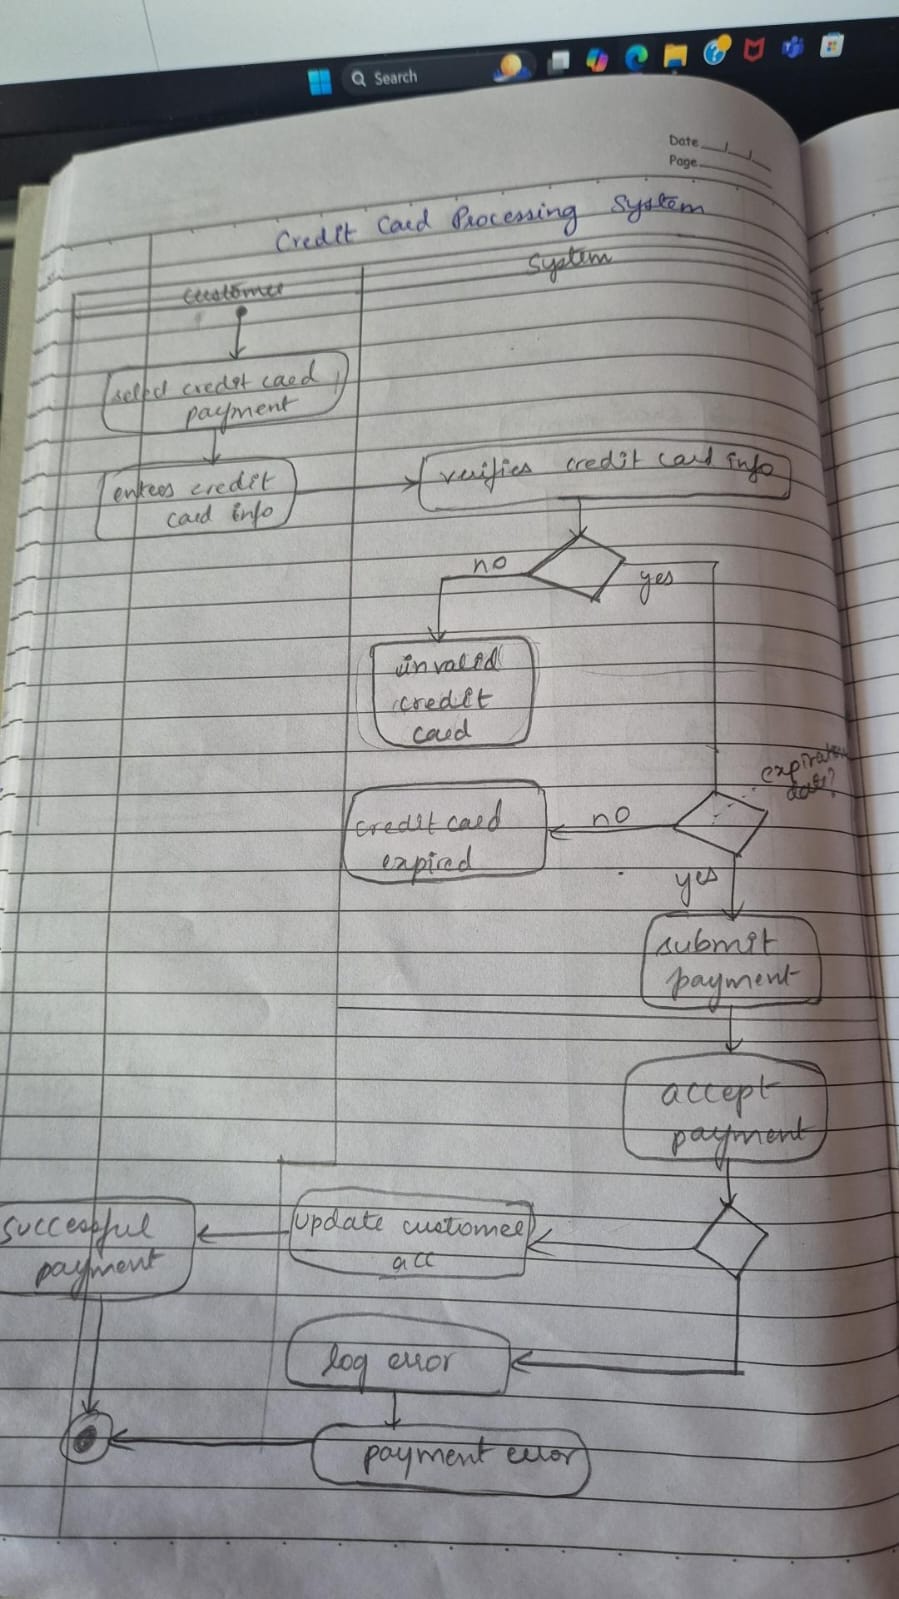 Search
Date
Page
Credit Card Processing System
customer
System
select credit card
payment
enters credit
card info
verifies credit card info
no
yes
invalid
credit
card
expiration
date?
credit card
expired
no
yes
submit
payment
accept
payment
successful
payment
update customer
acc
log error
payment error